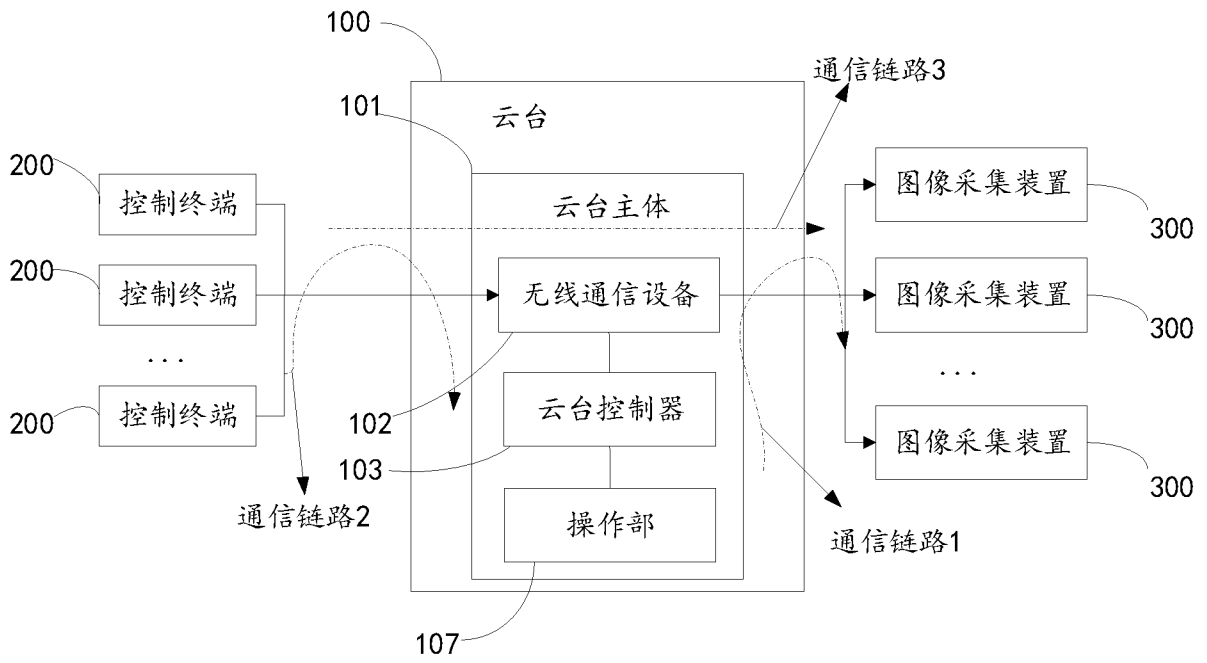 100
通信链路3
101
云台
200
控制终端
图像采集装置
300
云台主体
200
控制终端
无线通信设备
图像采集装置
300
...
...
200
控制终端
102
云台控制器
图像采集装置
300
103
通信链路2
操作部
通信链路1
107